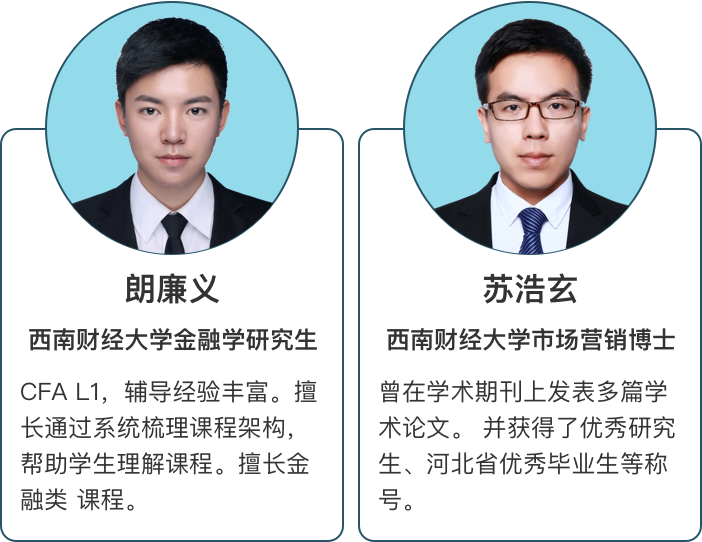 朗廉义
西南财经大学金融学研究生
CFA L1，辅导经验丰富。擅
长通过系统梳理课程架构，
帮助学生理解课程。擅长金
融类 课程。
苏浩玄
西南财经大学市场营销博士
曾在学术期刊上发表多篇学
术论文。 并获得了优秀研究
生、河北省优秀毕业生等称
号。